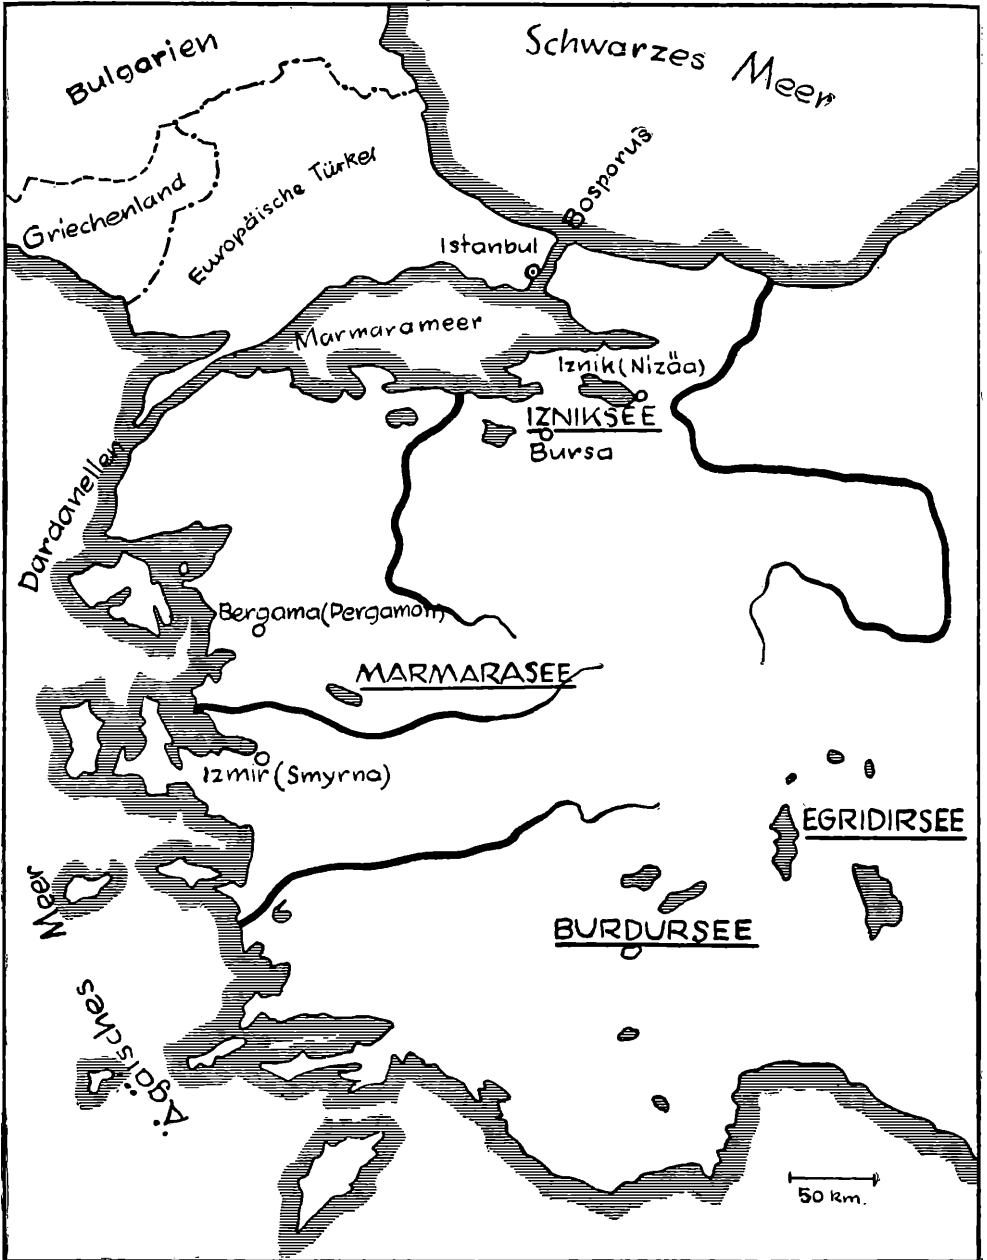 Bulgarien
Schwarzes Meer
Bosporus
Griechenland
Europäische Türkei
Istanbul
Marmarameer
Iznik (Nizäa)
IZNIKSEE
Bursa
Dardanellen
Bergama (Pergamon)
MARMARASEE
Izmir (Smyrna)
EGRIDIRSEE
BURDURSEE
Ägäisches Meer
50 km.